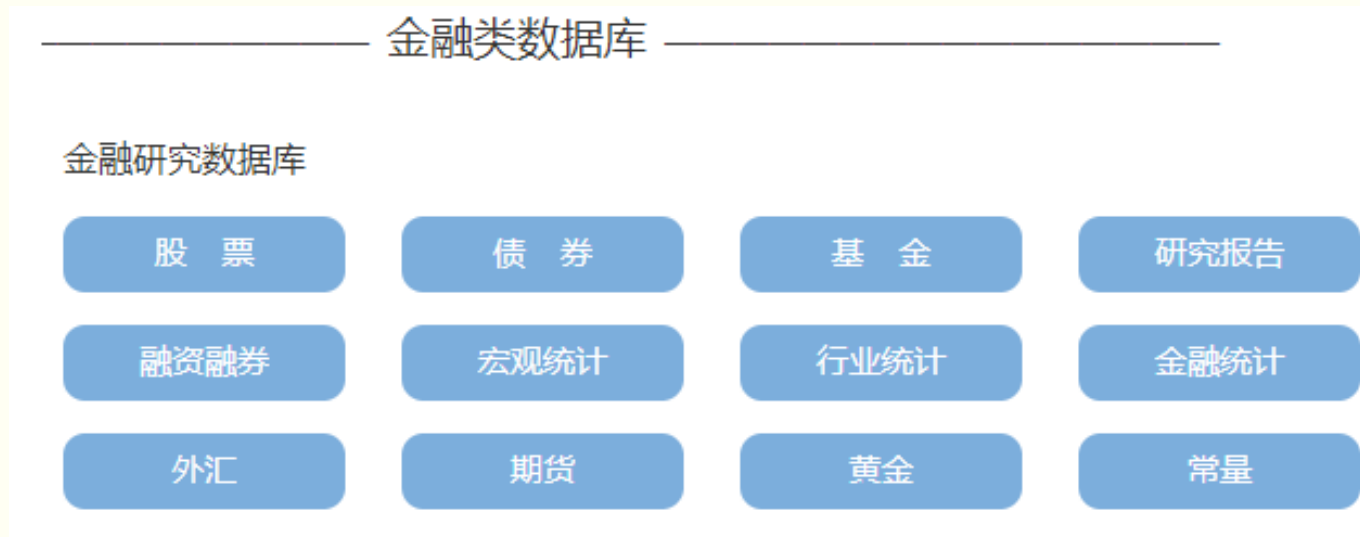 金融类数据库
金融研究数据库
股 票 债 券 基 金 研究报告
融资融券 宏观统计 行业统计 金融统计
外汇 期货 黄金 常量